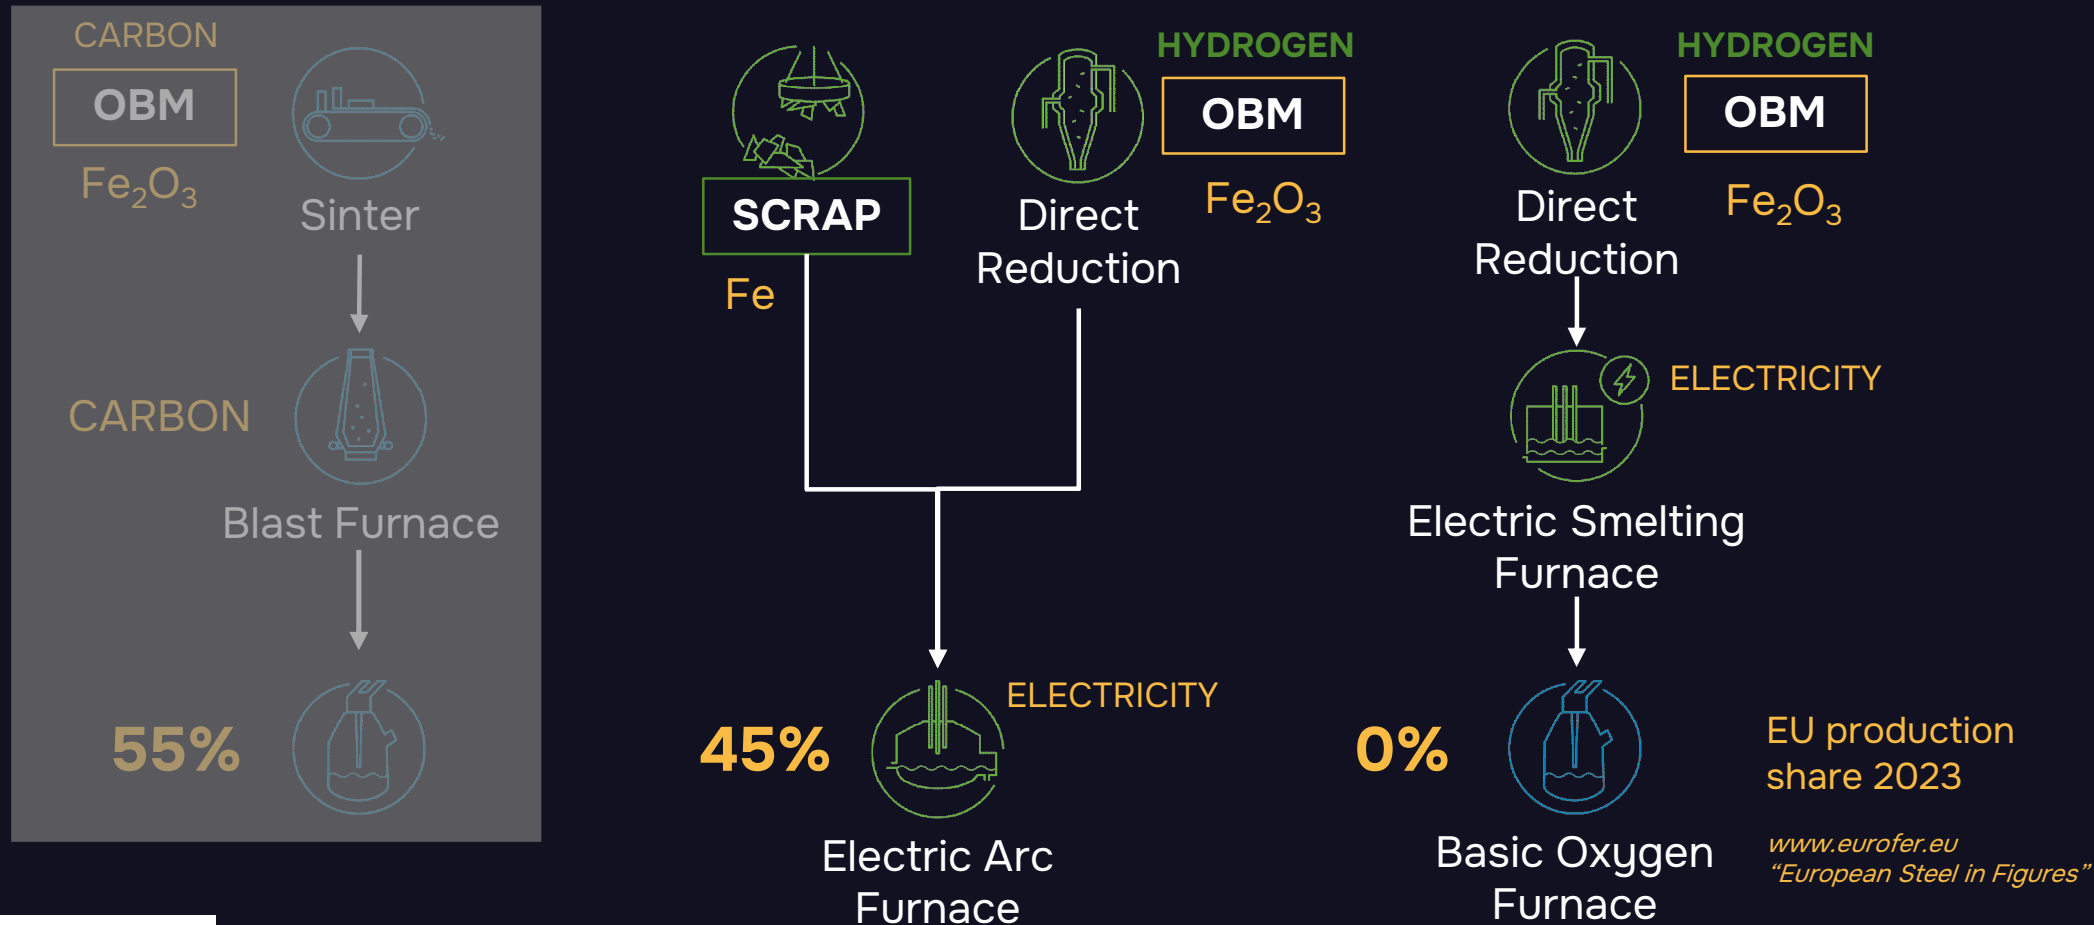 CARBON
OBM
Fe₂O₃
Sinter
CARBON
Blast Furnace
55%
SCRAP
Fe
Direct
Reduction
HYDROGEN
OBM
Fe₂O₃
45%
ELECTRICITY
Electric Arc
Furnace
HYDROGEN
OBM
Fe₂O₃
Direct
Reduction
ELECTRICITY
Electric Smelting
Furnace
0%
Basic Oxygen
Furnace
EU production
share 2023
www.eurofer.eu
“European Steel in Figures”